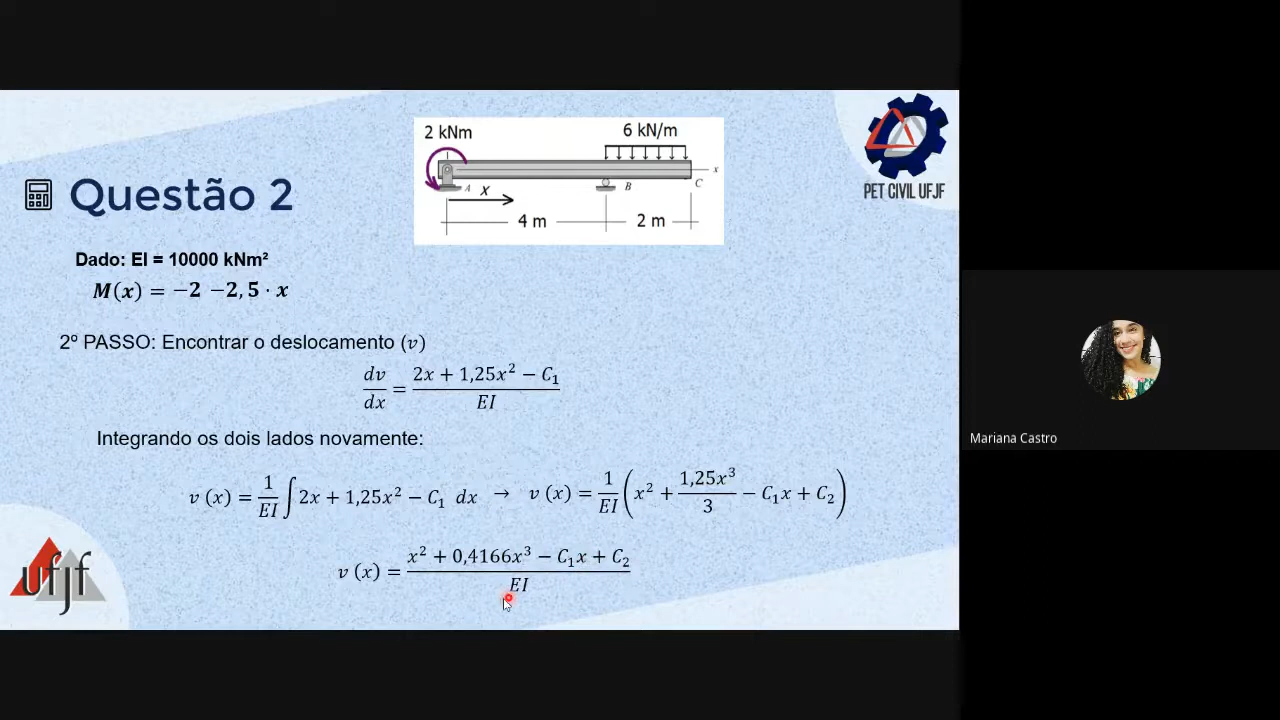 2 kNm
6 kN/m
A
x
B
C
x
4 m
2 m
PET CIVIL UFJF
Questão 2
Dado: EI = 10000 kNm²
M(x) = −2 −2,5 · x
2º PASSO: Encontrar o deslocamento (v)
dv/dx = (2x + 1,25x² − C₁)/EI
Integrando os dois lados novamente:
v (x) = 1/EI ∫ 2x + 1,25x² − C₁ dx → v (x) = 1/EI (x² + 1,25x³/3 − C₁x + C₂)
v (x) = (x² + 0,4166x³ − C₁x + C₂)/EI
ufjf
Mariana Castro